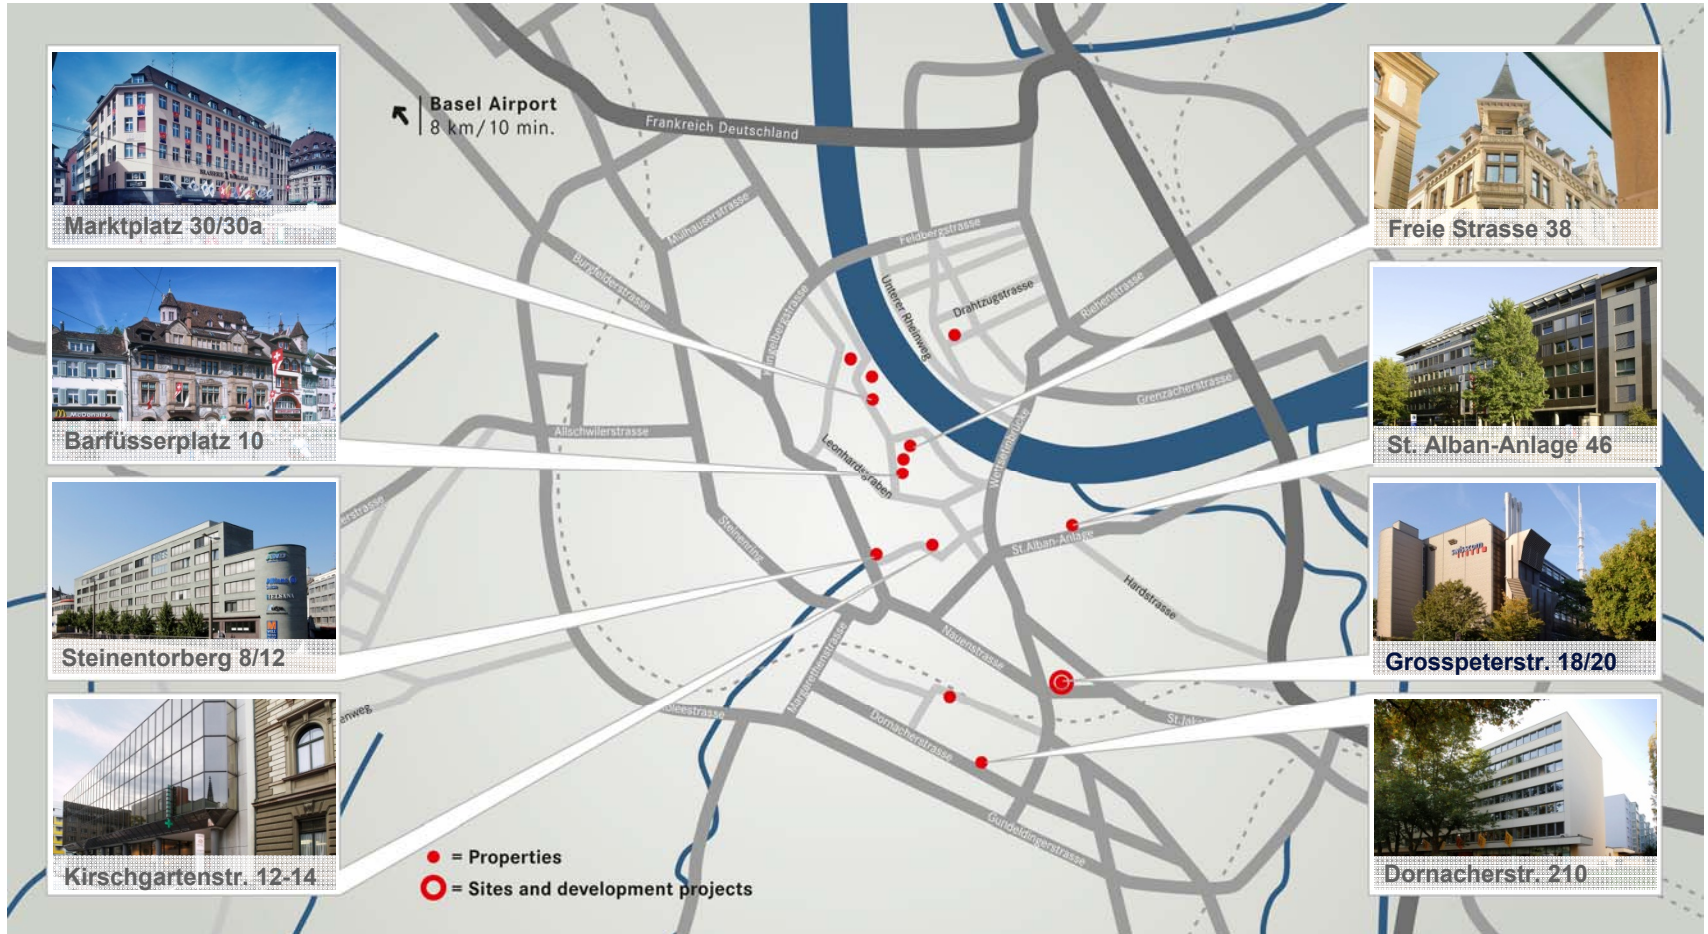 Basel Airport
8 km/10 min.
Frankreich Deutschland
Marktplatz 30/30a
Freie Strasse 38
Mülhauserstrasse
Feldbergstrasse
Burgfelderstrasse
Unterer Rheinweg
Drahtzugstrasse
Riehenstrasse
McDonald's
Barfüsserplatz 10
St. Alban-Anlage 46
Grenzacherstrasse
Allschwilerstrasse
Leonhardsgraben
Wettsteinbrücke
Steinenring
St.Alban-Anlage
Hardstrasse
swisscom
Steinentorberg 8/12
Grosspeterstr. 18/20
Nauenstrasse
Margarethenstrasse
Dornacherstrasse
Gundeldingerstrasse
Kirschgartenstr. 12-14
Dornacherstr. 210
= Properties
= Sites and development projects